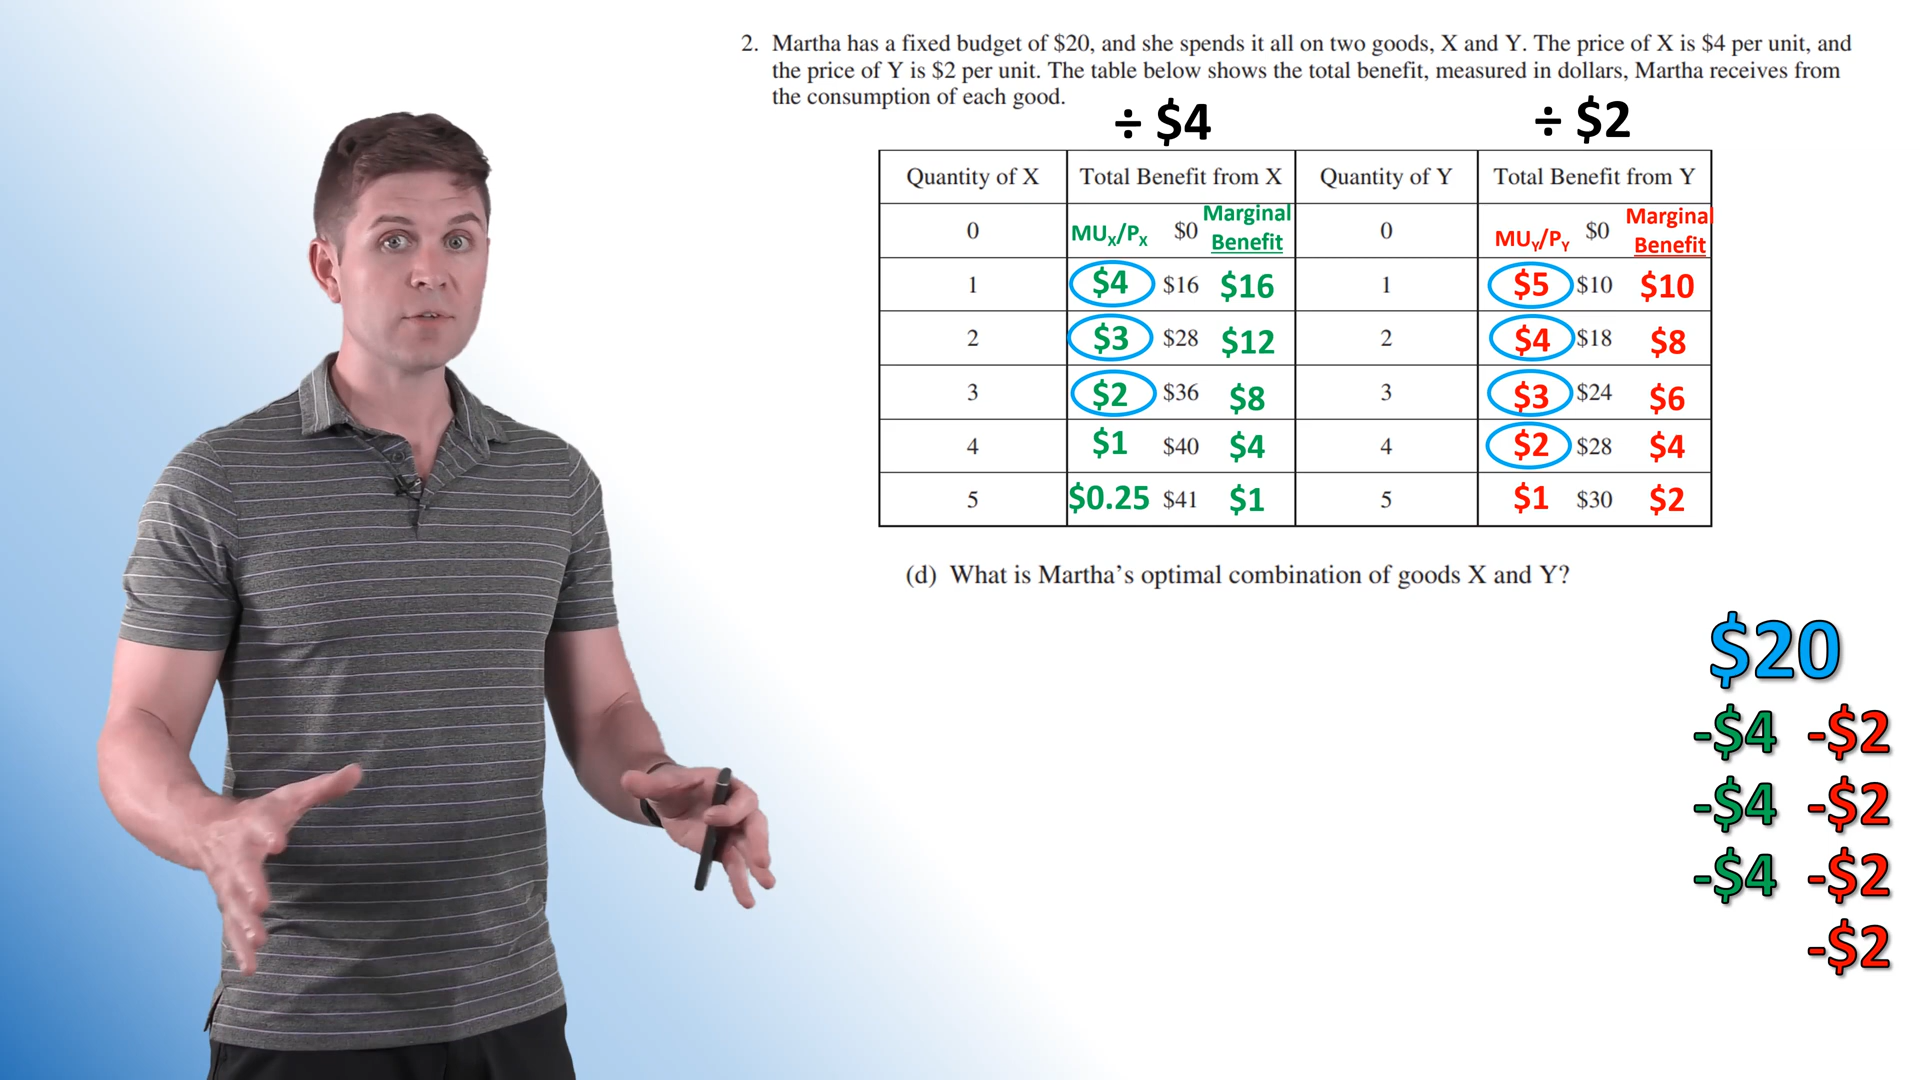 2. Martha has a fixed budget of $20, and she spends it all on two goods, X and Y. The price of X is $4 per unit, and
the price of Y is $2 per unit. The table below shows the total benefit, measured in dollars, Martha receives from
the consumption of each good.
÷ $4 ÷ $2
Quantity of X Total Benefit from X Quantity of Y Total Benefit from Y
0 MUX/PX $0 Marginal Benefit 0 MUY/PY $0 Marginal Benefit
1 $4 $16 $16 1 $5 $10 $10
2 $3 $28 $12 2 $4 $18 $8
3 $2 $36 $8 3 $3 $24 $6
4 $1 $40 $4 4 $2 $28 $4
5 $0.25 $41 $1 5 $1 $30 $2
(d) What is Martha's optimal combination of goods X and Y?
$20
-$4 -$2
-$4 -$2
-$4 -$2
-$2